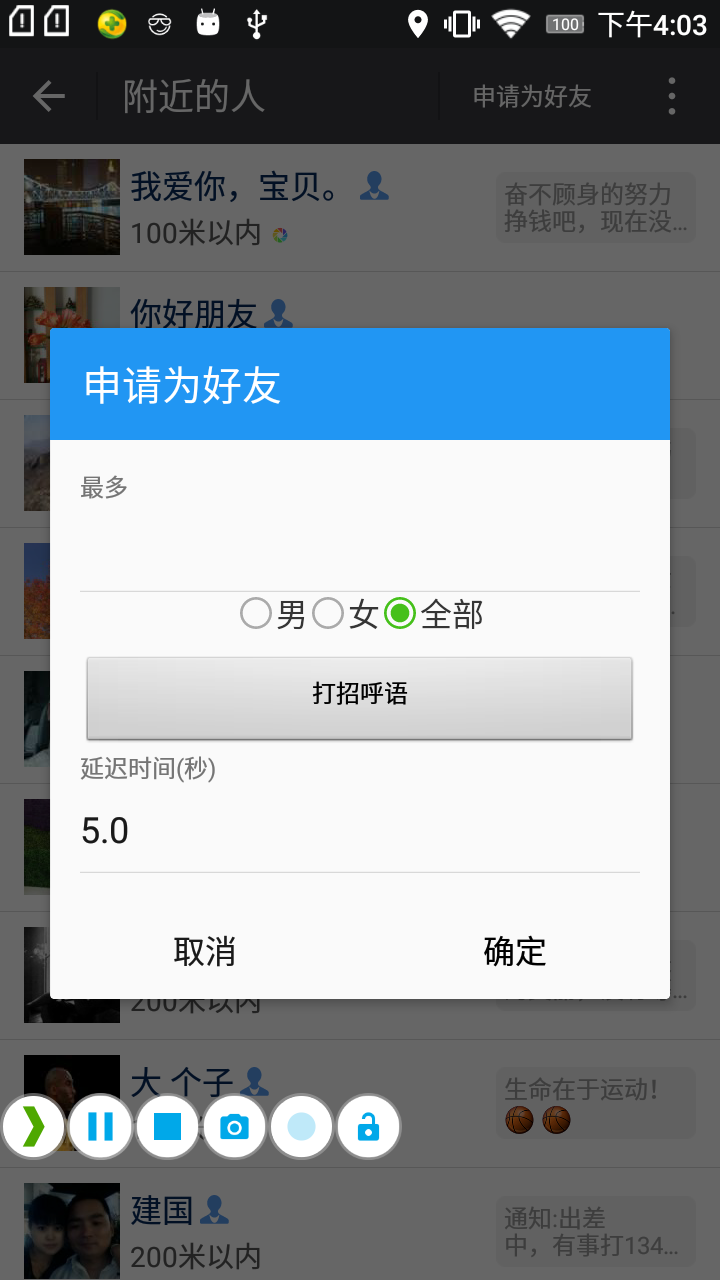 100 下午4:03
附近的人 申请为好友
我爱你，宝贝。
100米以内
奋不顾身的努力
挣钱吧，现在没...
你好朋友
申请为好友
最多
男 女 全部
打招呼语
延迟时间(秒)
5.0
取消 确定
200米以内
大 个子
生命在于运动！
建国
200米以内
通知:出差
中，有事打134...